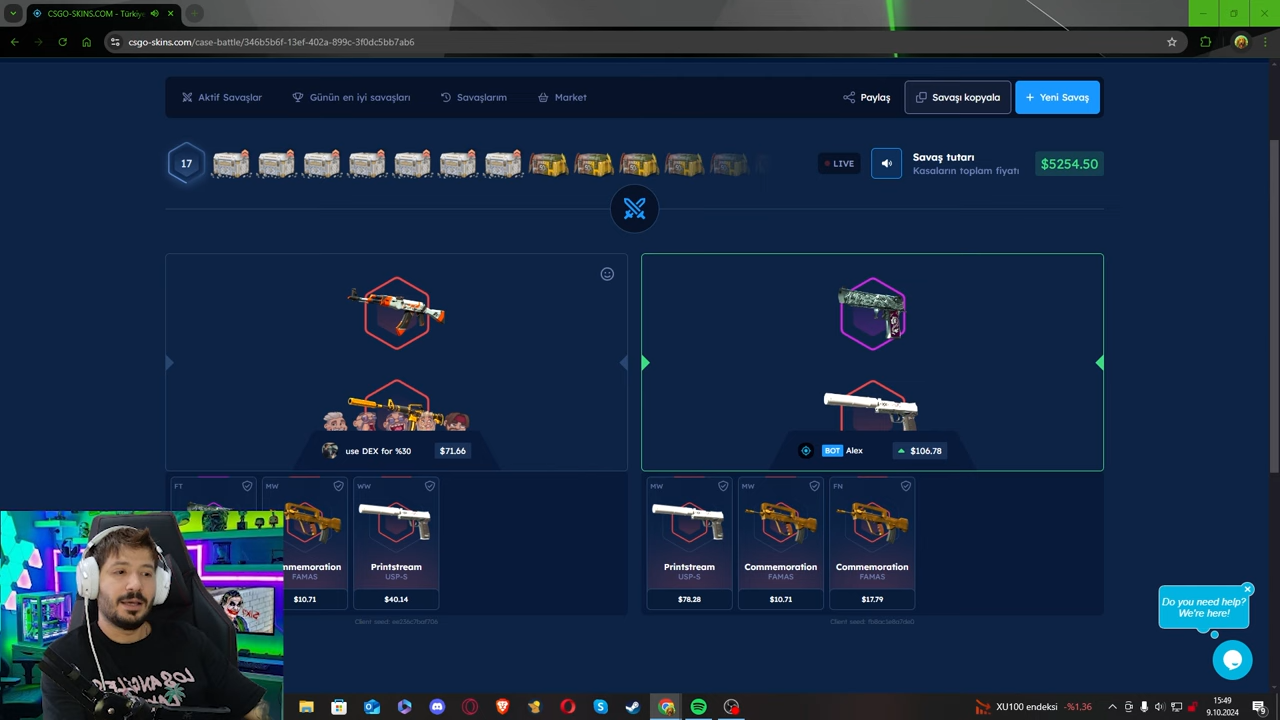 CSGO-SKINS.COM - Türkiy
csgo-skins.com/case-battle/346b5b6f-13ef-402a-899c-3f0dc5bb7ab6
Aktif Savaşlar
Günün en iyi savaşları
Savaşlarım
Market
Paylaş
Savaşı kopyala
+ Yeni Savaş
17
LIVE
Savaş tutarı
Kasaların toplam fiyatı
$5254.50
use DEX for %30
$71.66
BOT Alex
$106.78
FT
MW
WW
MW
MW
FN
mmemoration
Printstream
Printstream
Commemoration
Commemoration
FAMAS
USP-S
USP-S
FAMAS
FAMAS
$10.71
$40.14
$78.28
$10.71
$17.79
Do you need help?
We're here!
XU100 endeksi
-%1.36
15:49
9.10.2024